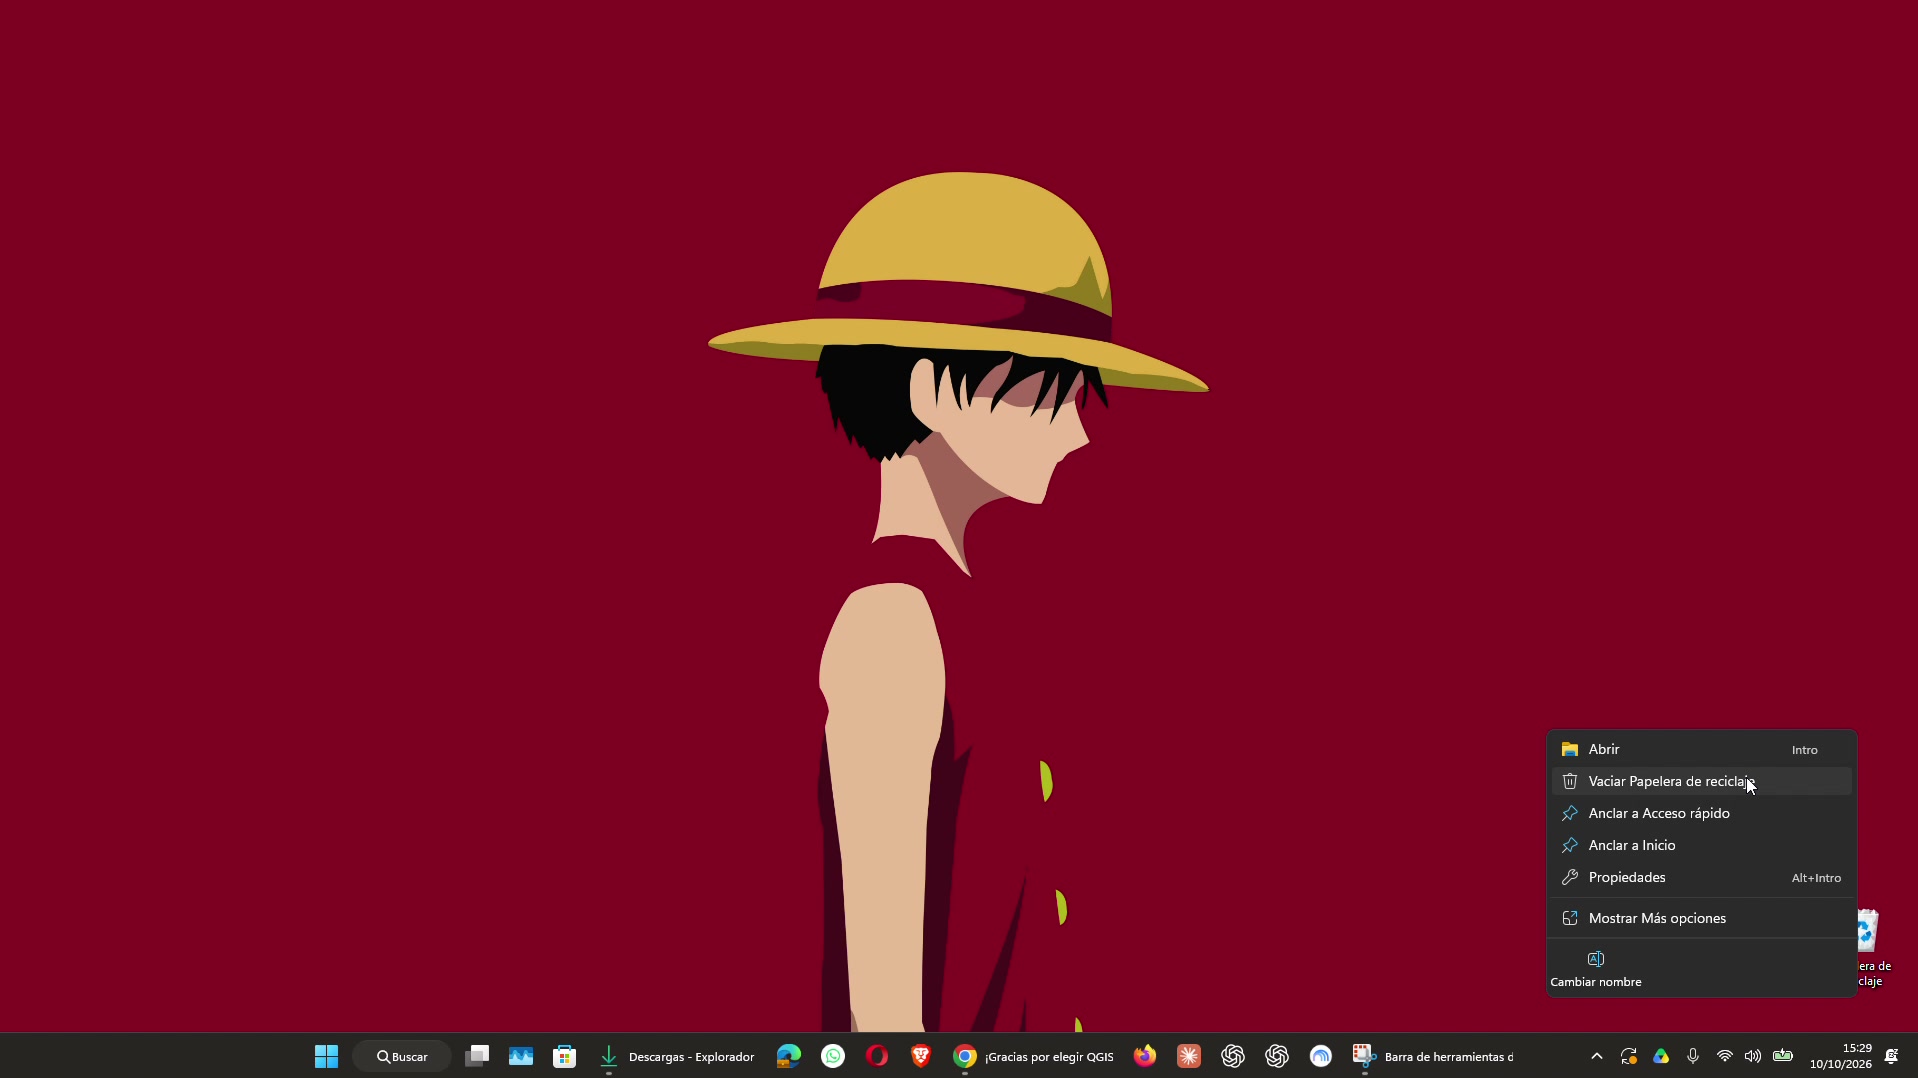 Abrir Intro
Vaciar Papelera de reciclaje
Anclar a Acceso rápido
Anclar a Inicio
Propiedades Alt+Intro
Mostrar Más opciones
Cambiar nombre
era de
claje
Buscar
Descargas - Explorador
¡Gracias por elegir QGIS
Barra de herramientas d
15:29
10/10/2026